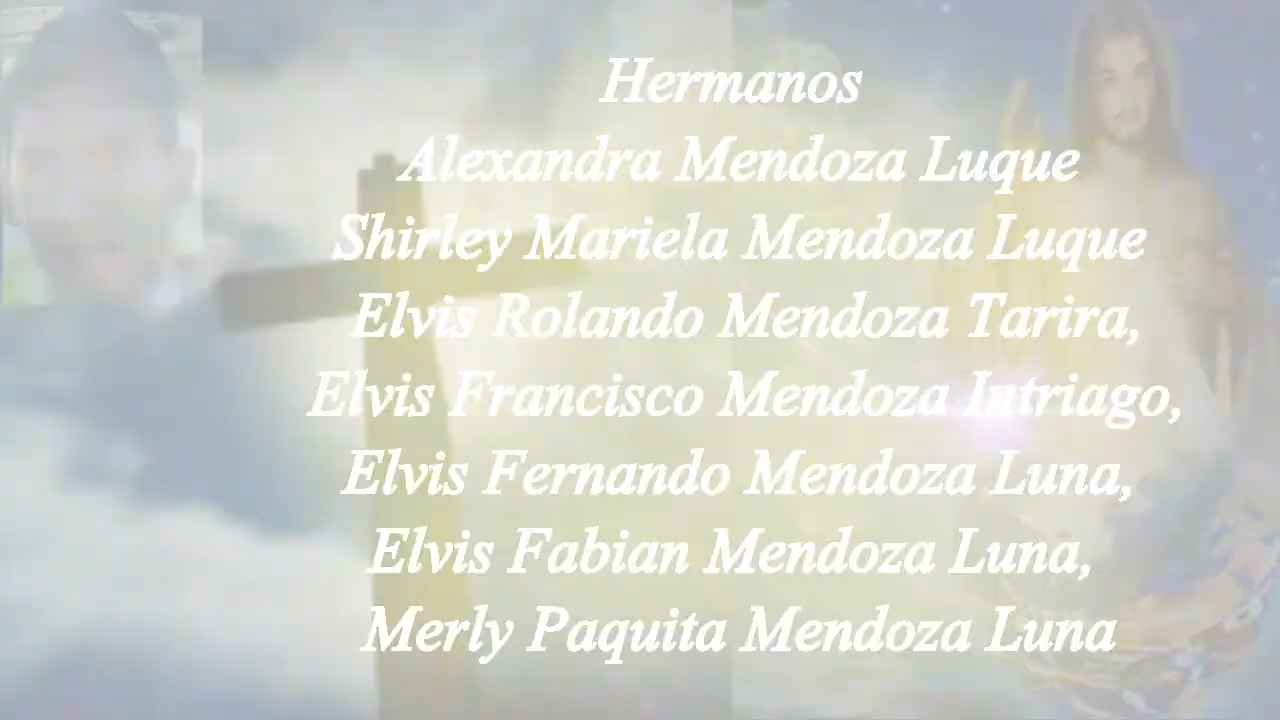 Hermanos
Alexandra Mendoza Luque
Shirley Mariela Mendoza Luque
Elvis Rolando Mendoza Tarira,
Elvis Francisco Mendoza Intriago,
Elvis Fernando Mendoza Luna,
Elvis Fabian Mendoza Luna,
Merly Paquita Mendoza Luna